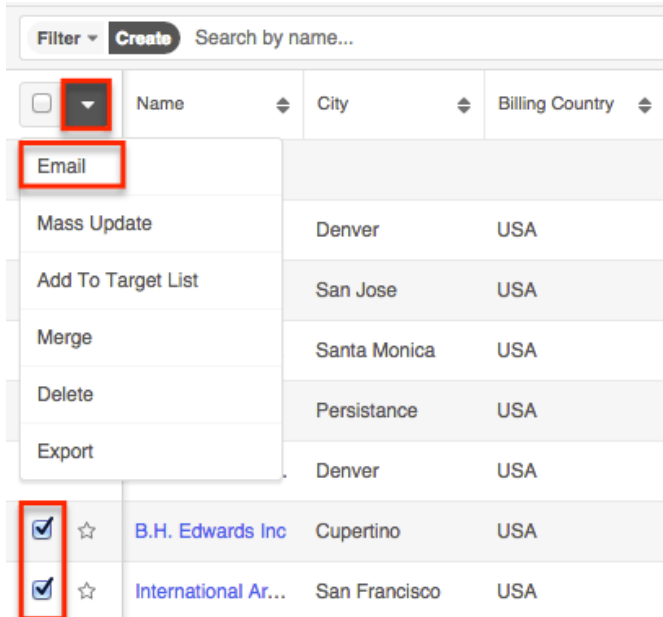 Filter Create Search by name...
Name City Billing Country
Email
Mass Update Denver USA
Add To Target List San Jose USA
Merge Santa Monica USA
Delete Persistance USA
Export Denver USA
B.H. Edwards Inc Cupertino USA
International Ar... San Francisco USA